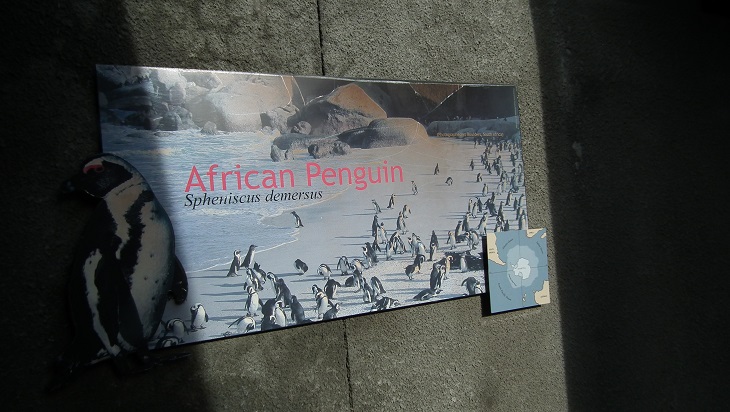 African Penguin
Spheniscus demersus